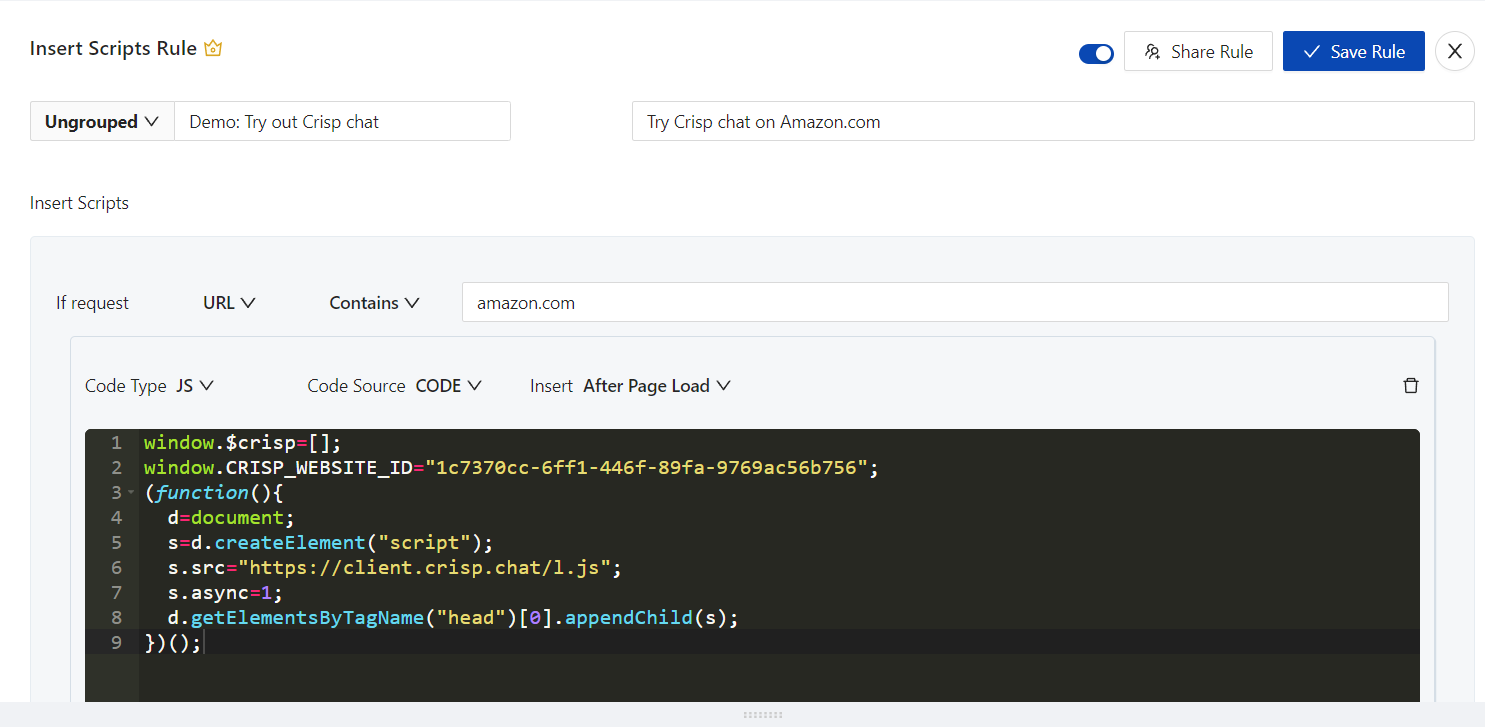 Insert Scripts Rule
Share Rule
Save Rule
Ungrouped
Demo: Try out Crisp chat
Try Crisp chat on Amazon.com
Insert Scripts
If request URL Contains amazon.com
Code Type JS Code Source CODE Insert After Page Load
1 window.$crisp=[];
2 window.CRISP_WEBSITE_ID="1c7370cc-6ff1-446f-89fa-9769ac56b756";
3 (function(){
4   d=document;
5   s=d.createElement("script");
6   s.src="https://client.crisp.chat/l.js";
7   s.async=1;
8   d.getElementsByTagName("head")[0].appendChild(s);
9 })();